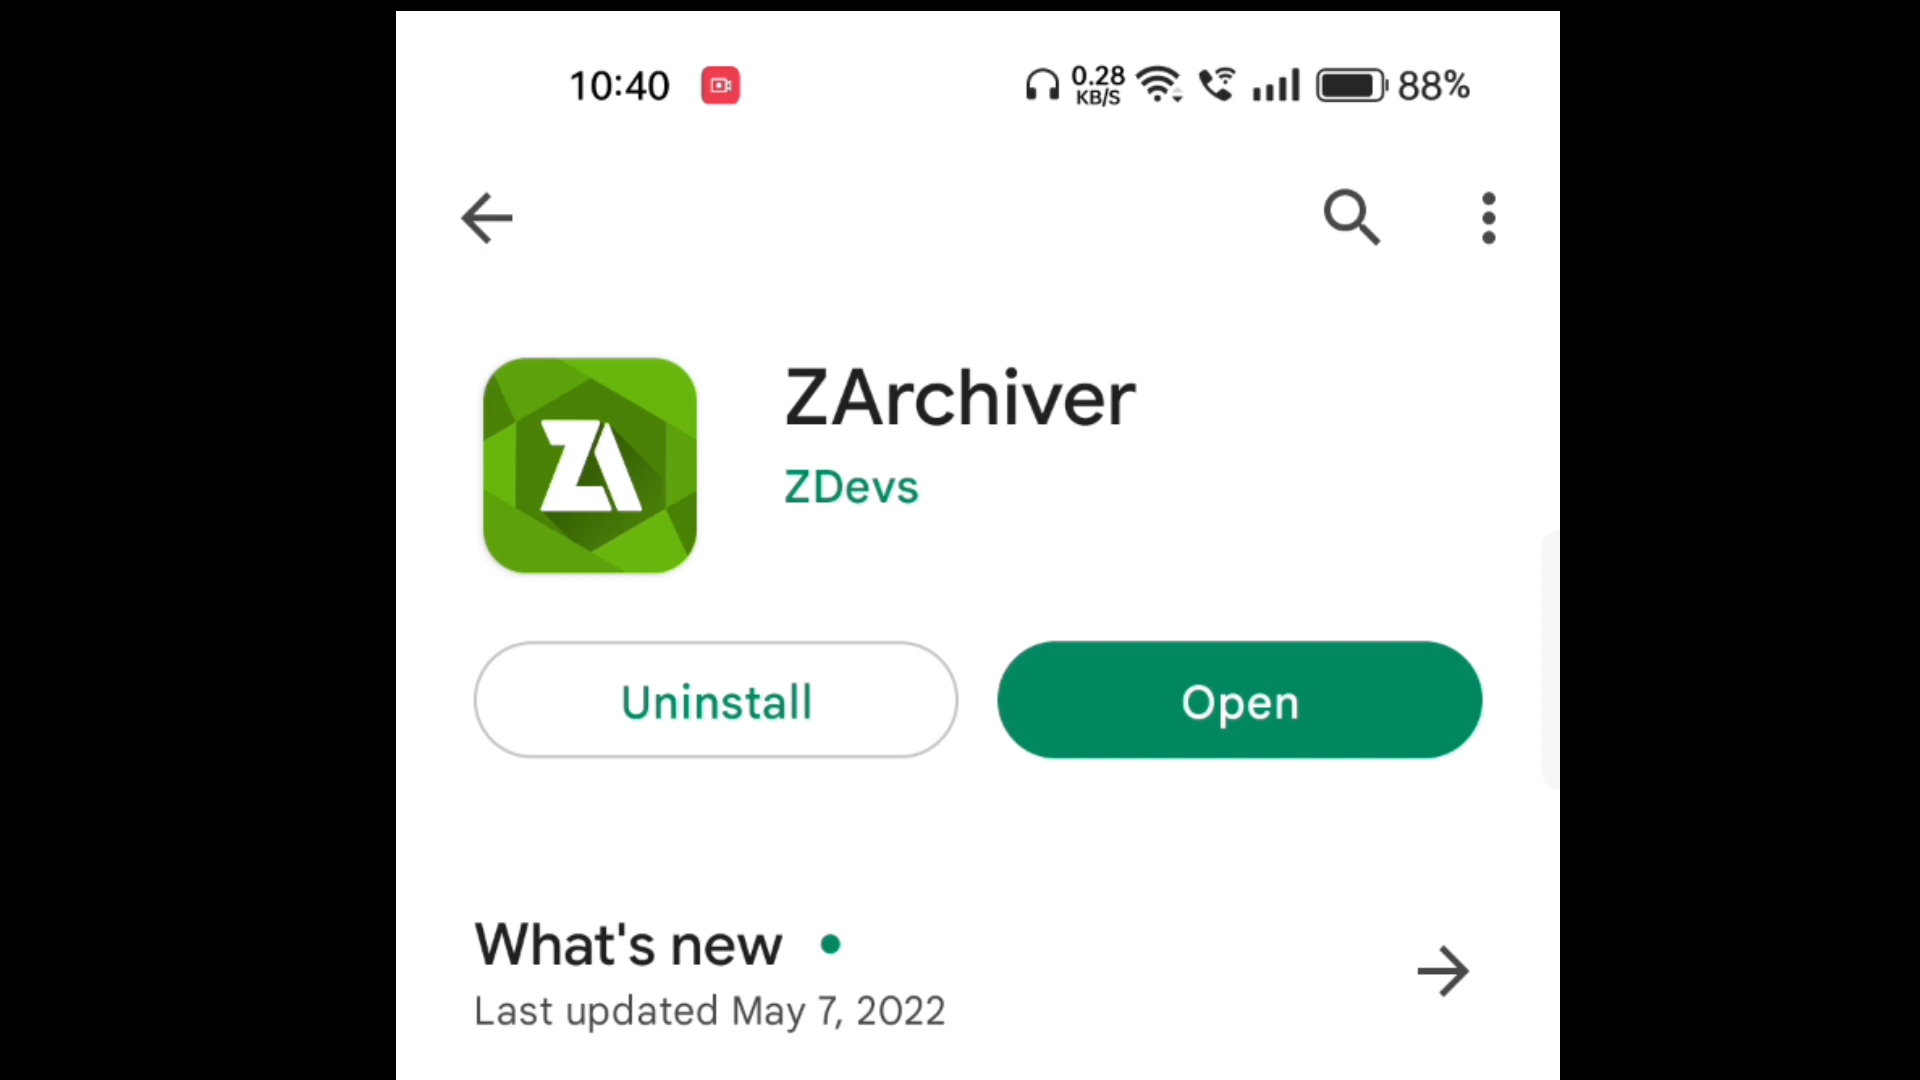 10:40 0.28 KB/S 88%
ZArchiver
ZDevs
ZA
Uninstall Open
What's new
Last updated May 7, 2022